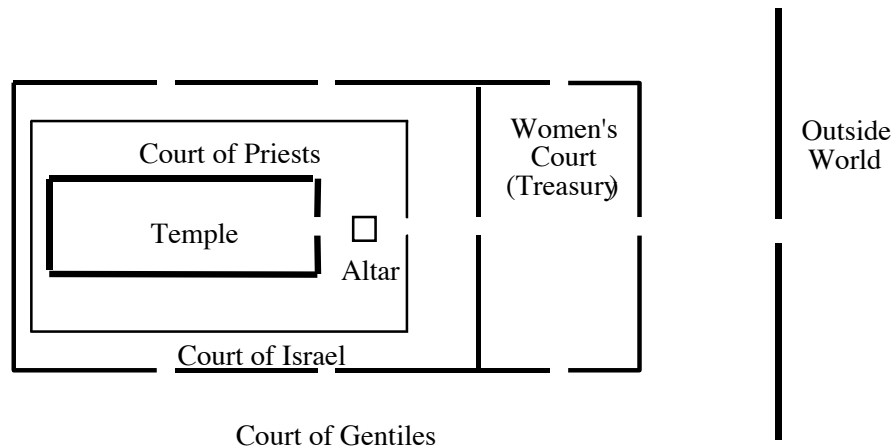 Women's
Court
(Treasury)
Outside
World
Court of Priests
Temple
Altar
Court of Israel
Court of Gentiles